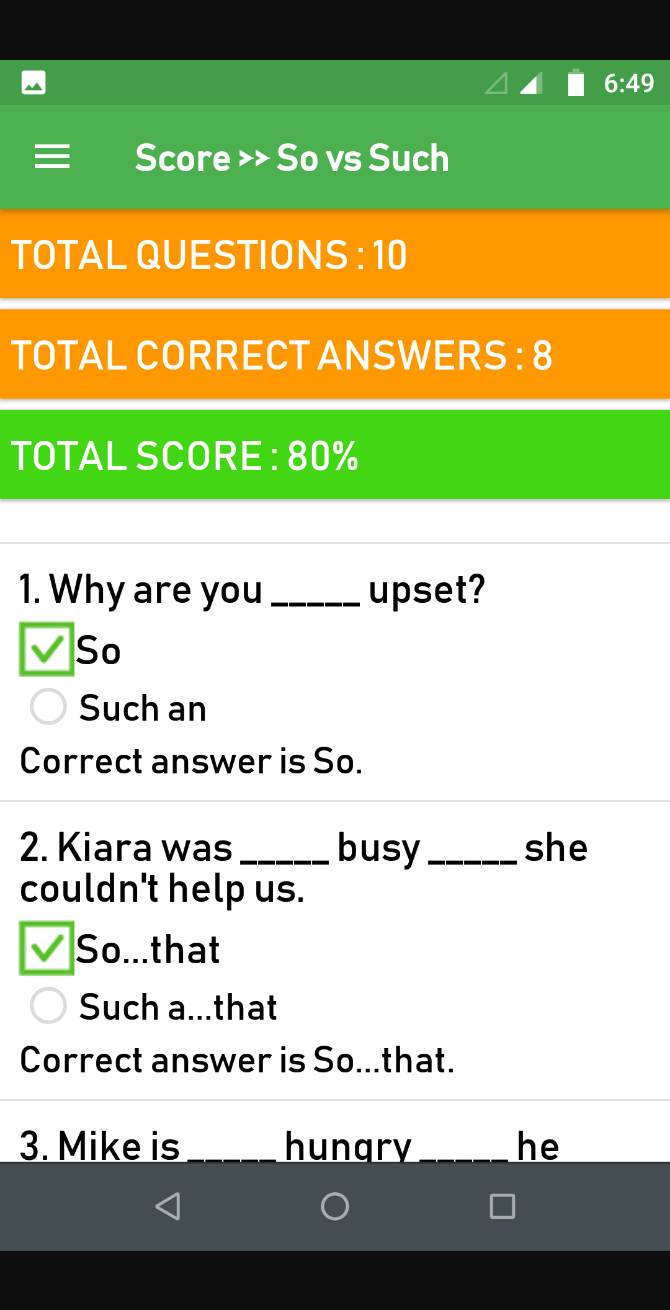 6:49
Score >> So vs Such
TOTAL QUESTIONS : 10
TOTAL CORRECT ANSWERS : 8
TOTAL SCORE : 80%
1. Why are you _____ upset?
So
Such an
Correct answer is So.
2. Kiara was _____ busy _____ she
couldn't help us.
So...that
Such a...that
Correct answer is So...that.
3. Mike is _____ hungry _____ he